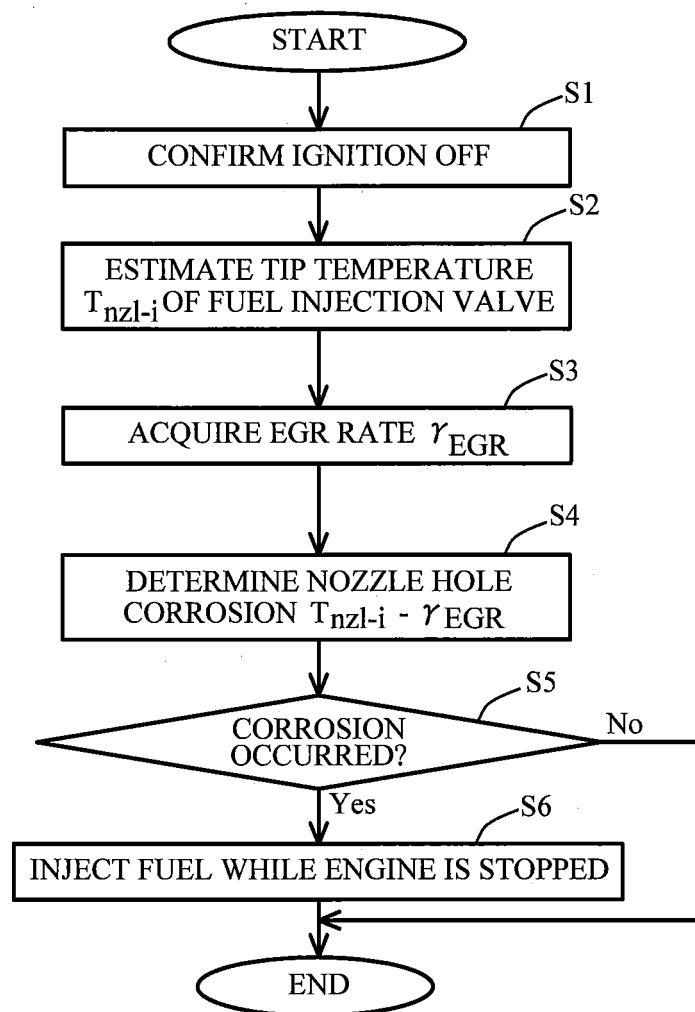 START
S1
CONFIRM IGNITION OFF
S2
ESTIMATE TIP TEMPERATURE
Tnzl-i OF FUEL INJECTION VALVE
S3
ACQUIRE EGR RATE γEGR
S4
DETERMINE NOZZLE HOLE
CORROSION Tnzl-i - γEGR
S5
CORROSION
OCCURRED?
No
Yes
S6
INJECT FUEL WHILE ENGINE IS STOPPED
END